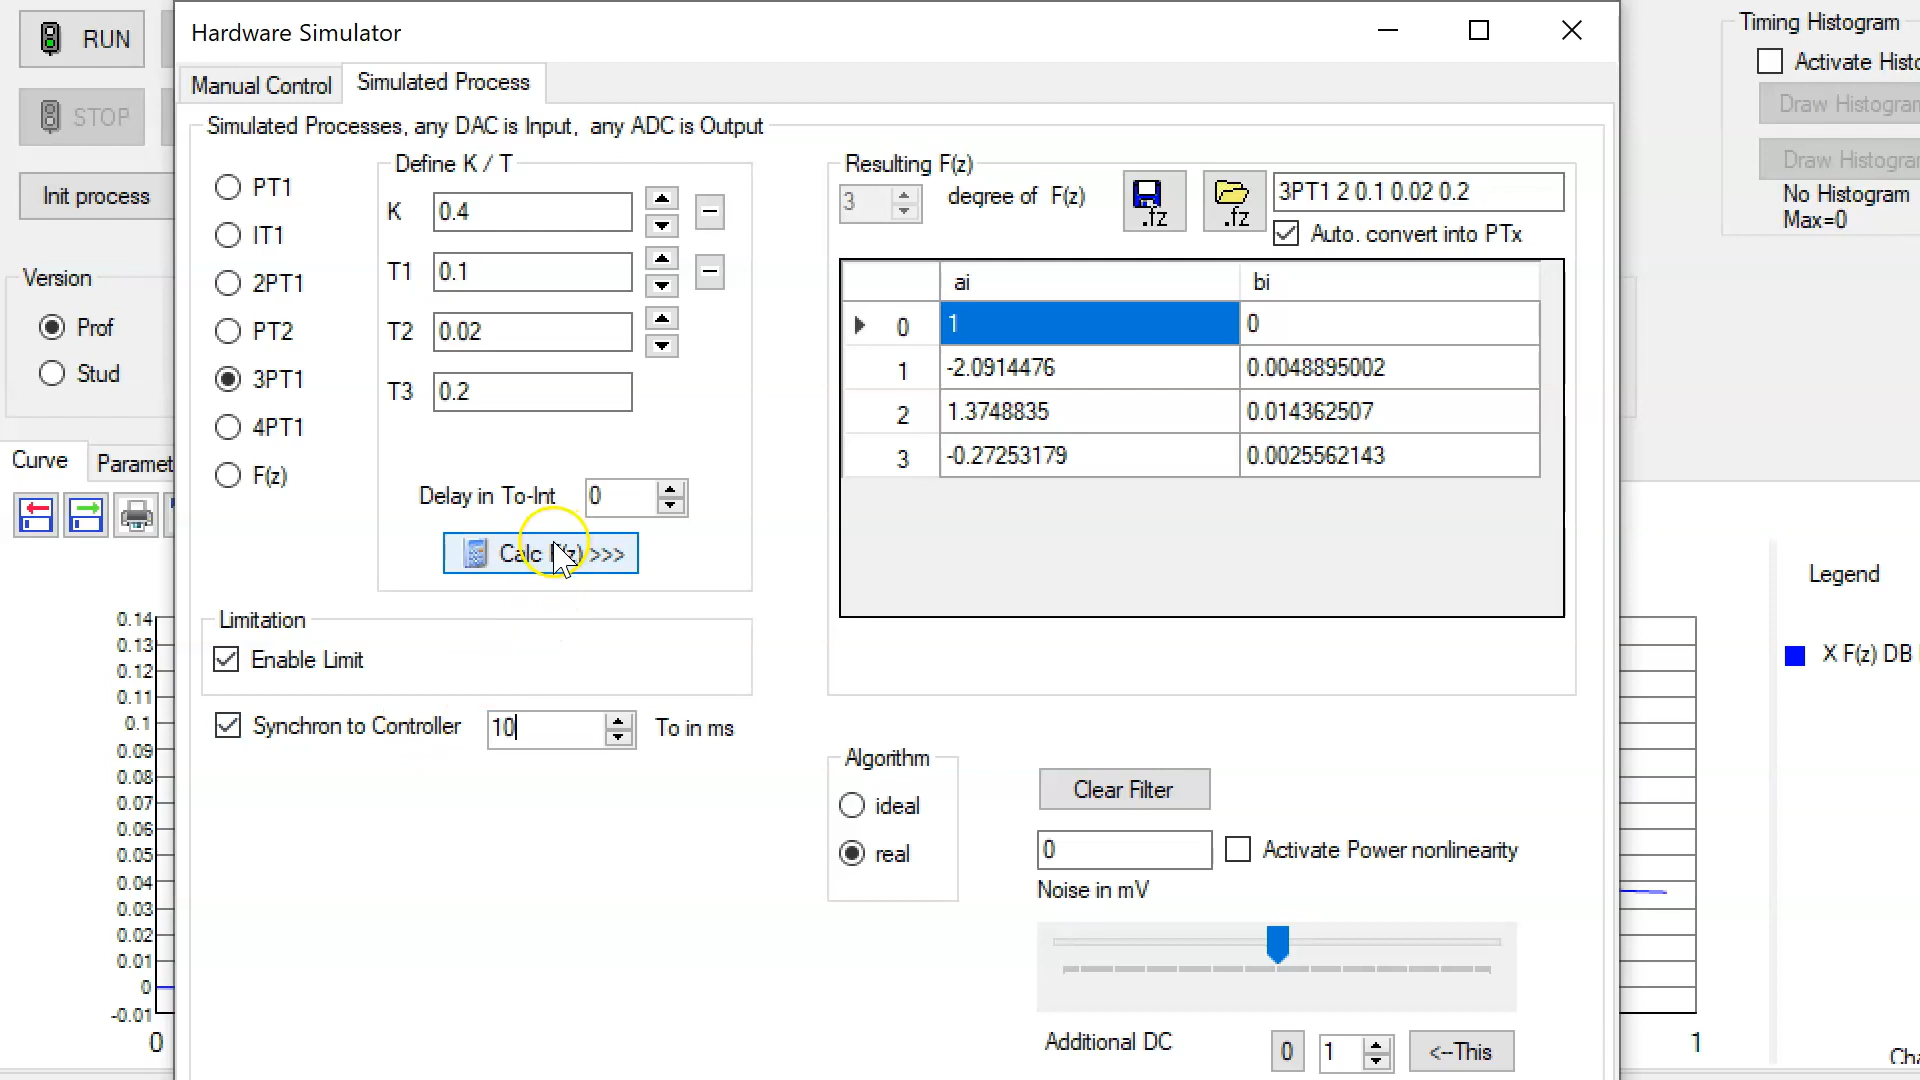 RUN
STOP
Init process
Version
Prof
Stud
Curve
Paramet
0.14
0.13
0.12
0.11
0.1
0.09
0.08
0.07
0.06
0.05
0.04
0.03
0.02
0.01
0
-0.01
0
Hardware Simulator
Manual Control
Simulated Process
Simulated Processes, any DAC is Input, any ADC is Output
PT1
IT1
2PT1
PT2
3PT1
4PT1
F(z)
Define K / T
K 0.4
T1 0.1
T2 0.02
T3 0.2
Delay in To-Int 0
Calc F(z) >>>
Limitation
Enable Limit
Synchron to Controller 10 To in ms
Resulting F(z)
3 degree of F(z)
.fz
.fz
3PT1 2 0.1 0.02 0.2
Auto. convert into PTx
ai bi
0 1 0
1 -2.0914476 0.0048895002
2 1.3748835 0.014362507
3 -0.27253179 0.0025562143
Algorithm
ideal
real
Clear Filter
0 Activate Power nonlinearity
Noise in mV
Additional DC 0 1 <--This
Timing Histogram
Activate Histo
Draw Histogran
Draw Histogra
No Histogram
Max=0
Legend
X F(z) DB
1
Cha